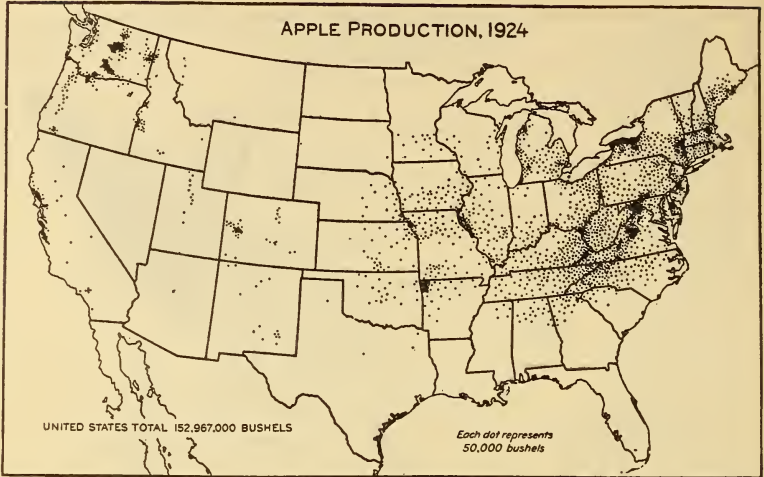 APPLE PRODUCTION, 1924
UNITED STATES TOTAL 152,967,000 BUSHELS
Each dot represents
50,000 bushels